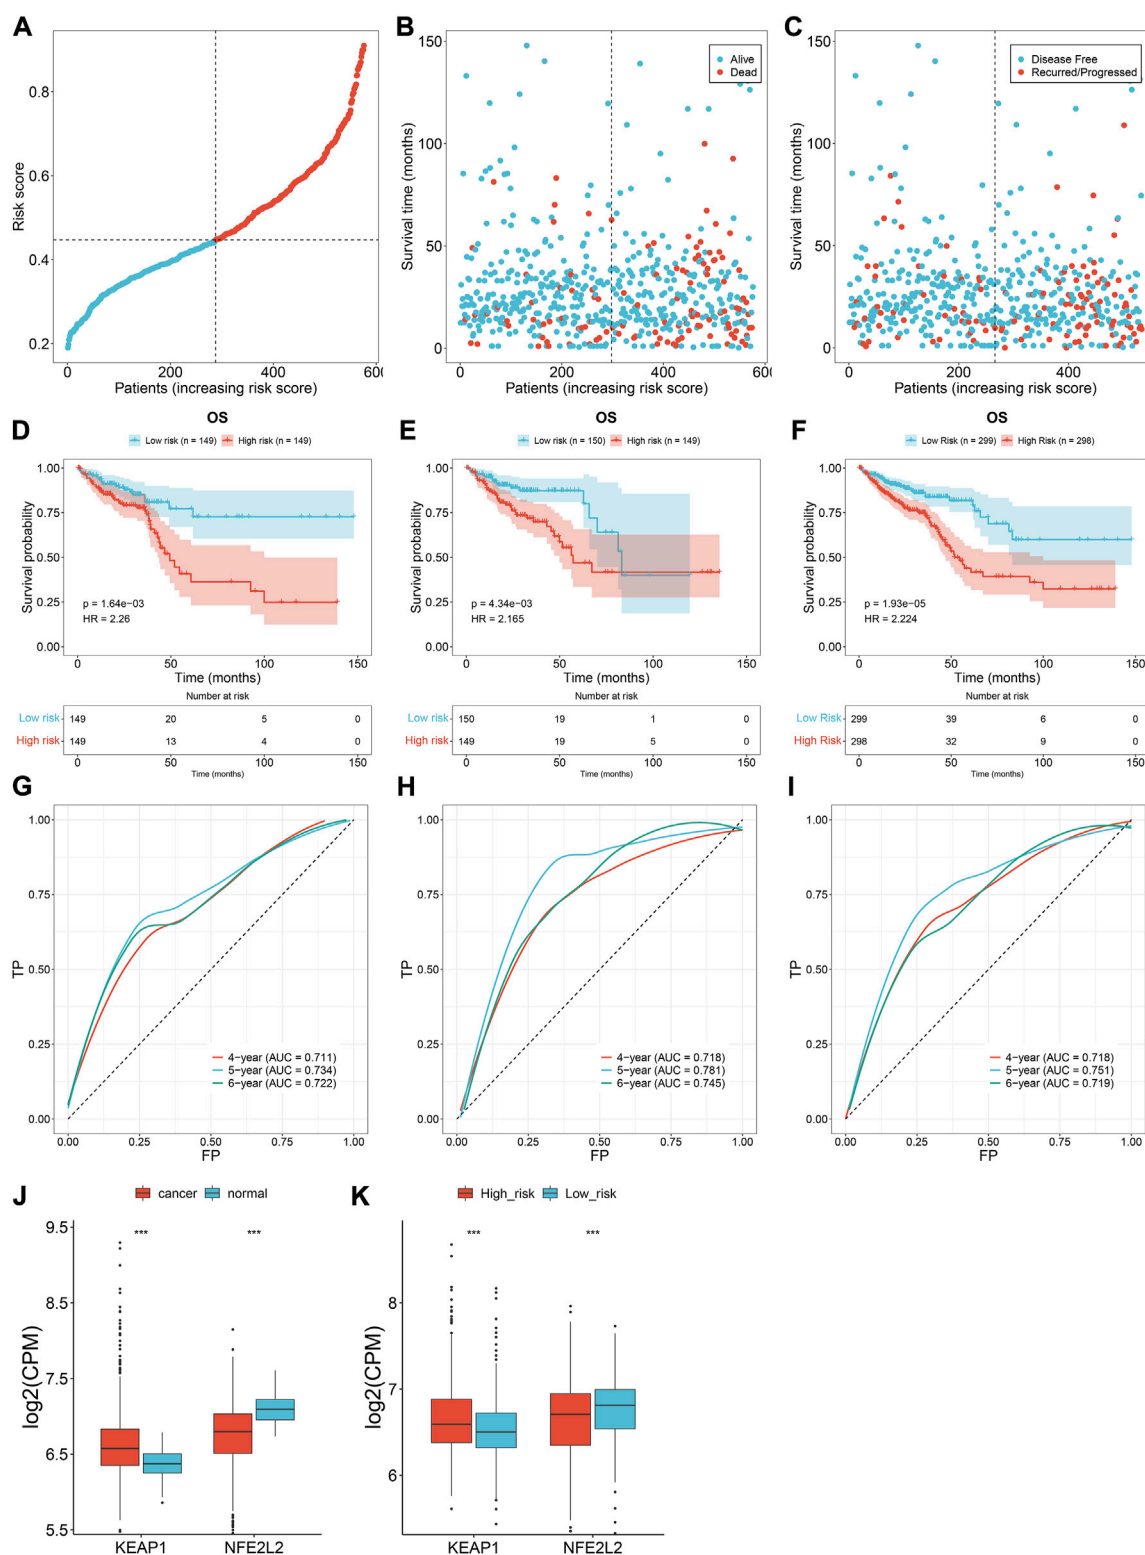 A
Risk score
0.8
0.6
0.4
0.2
0
200
400
600
Patients (increasing risk score)
B
Survival time (months)
150
100
50
0
Alive
Dead
0
200
400
600
Patients (increasing risk score)
C
Survival time (months)
150
100
50
0
Disease Free
Recurred/Progressed
0
200
400
Patients (increasing risk score)
D
OS
Low risk (n = 149) High risk (n = 149)
Survival probability
1.00
0.75
0.50
0.25
0.00
p = 1.64e−03
HR = 2.26
0 50 100 150
Time (months)
Number at risk
Low risk 149 20 5 0
High risk 149 13 4 0
0 50 100 150
Time (months)
E
OS
Low risk (n = 150) High risk (n = 149)
Survival probability
1.00
0.75
0.50
0.25
0.00
p = 4.34e−03
HR = 2.165
0 50 100 150
Time (months)
Number at risk
Low risk 150 19 1 0
High risk 149 19 5 0
0 50 100 150
Time (months)
F
OS
Low Risk (n = 299) High Risk (n = 298)
Survival probability
1.00
0.75
0.50
0.25
0.00
p = 1.93e−05
HR = 2.224
0 50 100 150
Time (months)
Number at risk
Low Risk 299 39 6 0
High Risk 298 32 9 0
0 50 100 150
Time (months)
G
TP
1.00
0.75
0.50
0.25
0.00
4−year (AUC = 0.711)
5−year (AUC = 0.734)
6−year (AUC = 0.722)
0.00 0.25 0.50 0.75 1.00
FP
H
TP
1.00
0.75
0.50
0.25
0.00
4−year (AUC = 0.718)
5−year (AUC = 0.781)
6−year (AUC = 0.745)
0.00 0.25 0.50 0.75 1.00
FP
I
TP
1.00
0.75
0.50
0.25
0.00
4−year (AUC = 0.718)
5−year (AUC = 0.751)
6−year (AUC = 0.719)
0.00 0.25 0.50 0.75 1.00
FP
J
cancer normal
log2(CPM)
9.5
8.5
7.5
6.5
5.5
*** ***
KEAP1 NFE2L2
K
High_risk Low_risk
log2(CPM)
8
7
6
*** ***
KEAP1 NFE2L2